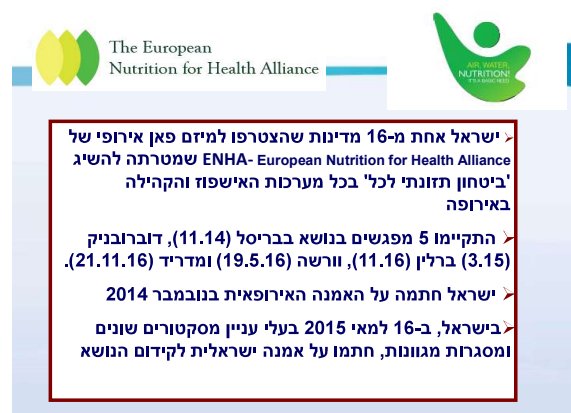 The European
Nutrition for Health Alliance
AIR, WATER,
NUTRITION!
IT'S A BASIC NEED
ישראל אחת מ-16 מדינות שהצטרפו למיזם פאן אירופי של
ENHA- European Nutrition for Health Alliance שמטרתה להשיג
'ביטחון תזונתי לכל' בכל מערכות האישפוז והקהילה
באירופה
התקיימו 5 מפגשים בנושא בבריסל (11.14), דוברובניק
(3.15) ברלין (11.16), וורשה (19.5.16) ומדריד (21.11.16).
ישראל חתמה על האמנה האירופאית בנובמבר 2014
בישראל, ב-16 למאי 2015 בעלי עניין מסקטורים שונים
ומסגרות מגוונות, חתמו על אמנה ישראלית לקידום הנושא